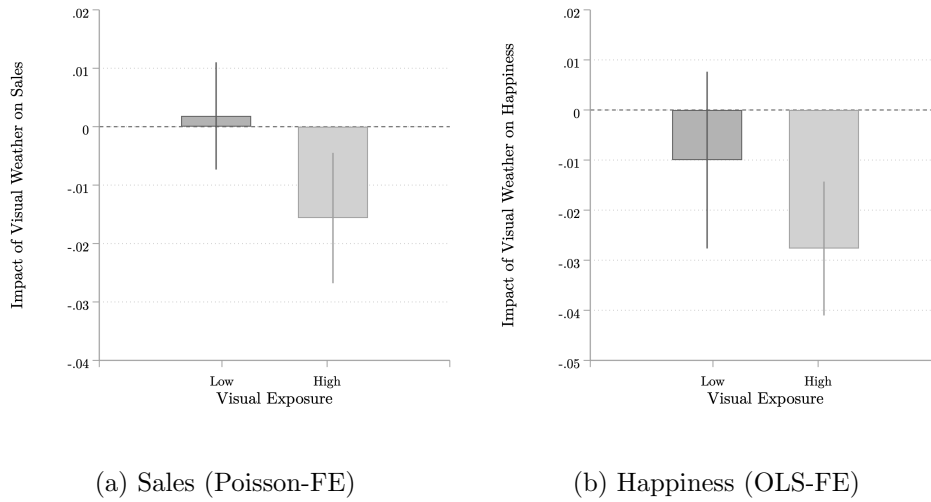 Impact of Visual Weather on Sales
.02
.01
0
-.01
-.02
-.03
-.04
Low
High
Visual Exposure
Impact of Visual Weather on Happiness
.02
.01
0
-.01
-.02
-.03
-.04
-.05
Low
High
Visual Exposure
(a) Sales (Poisson-FE)
(b) Happiness (OLS-FE)